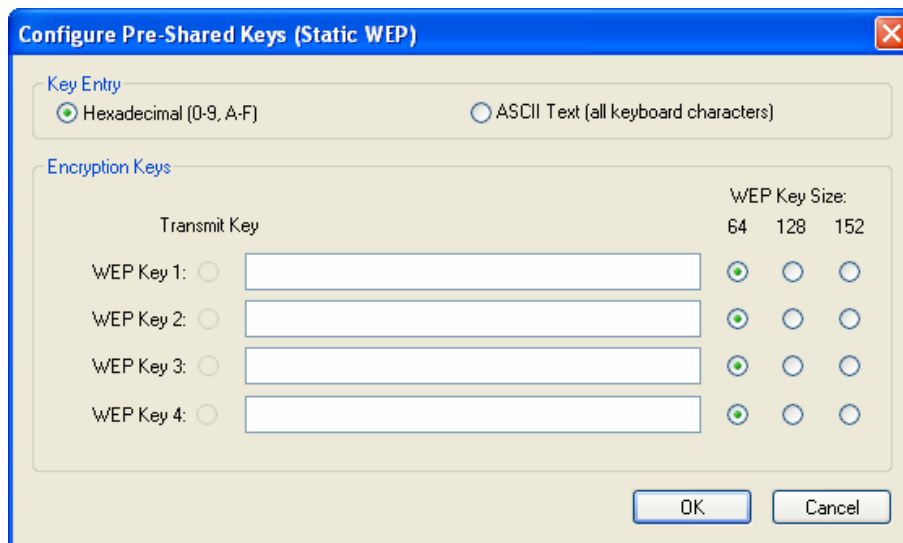 Configure Pre-Shared Keys (Static WEP)
Key Entry
Hexadecimal (0-9, A-F)
ASCII Text (all keyboard characters)
Encryption Keys
WEP Key Size:
Transmit Key
64 128 152
WEP Key 1:
WEP Key 2:
WEP Key 3:
WEP Key 4:
OK
Cancel